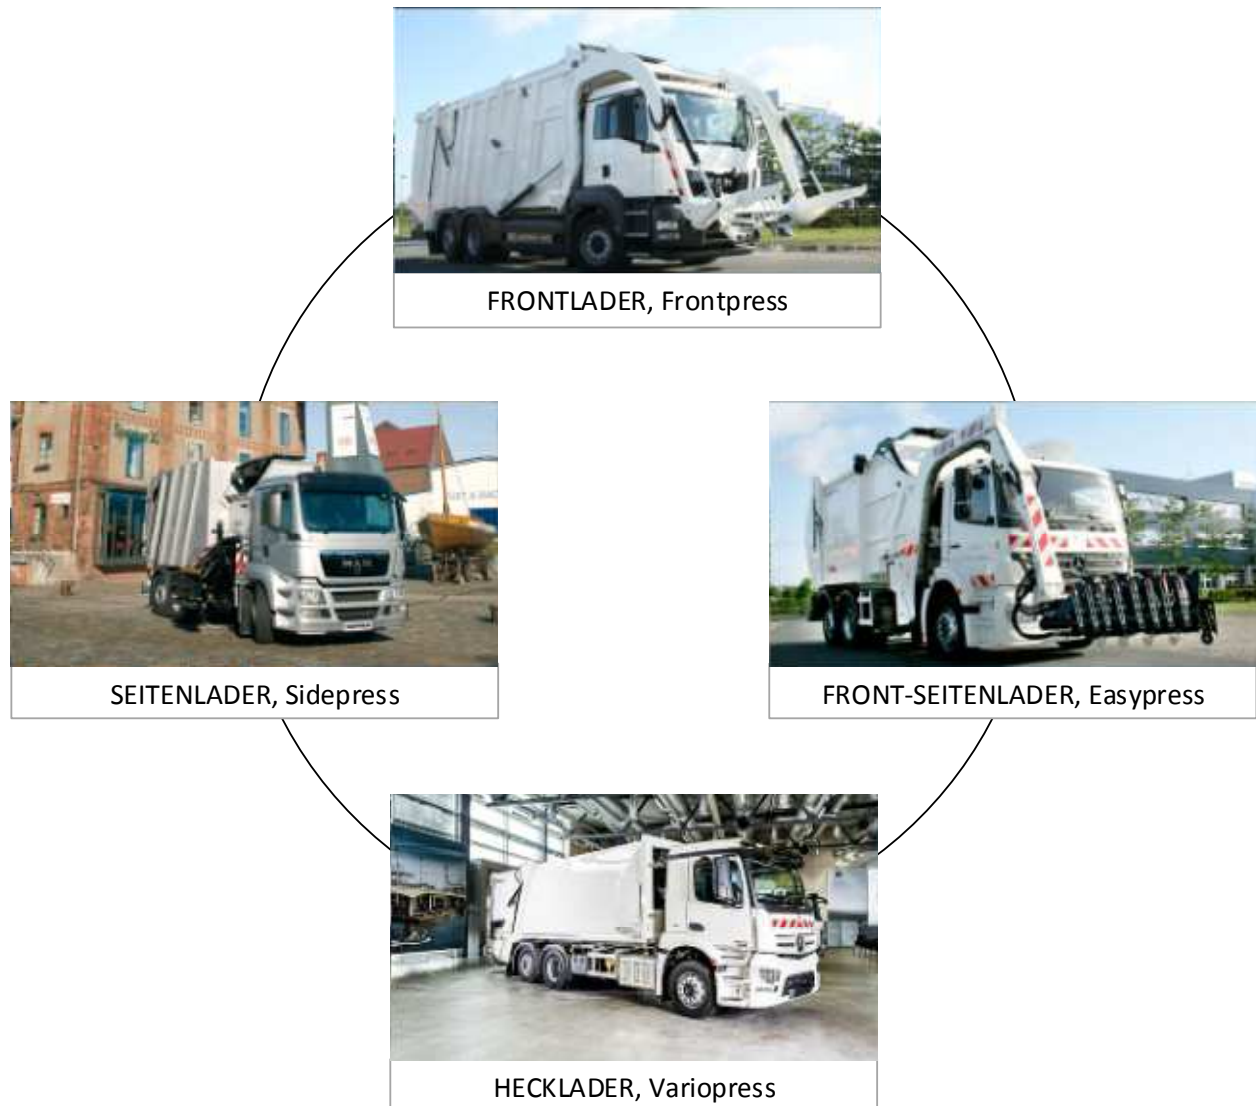 FRONTLADER, Frontpress
SEITENLADER, Sidepress
FRONT-SEITENLADER, Easypress
HECKLADER, Variopress